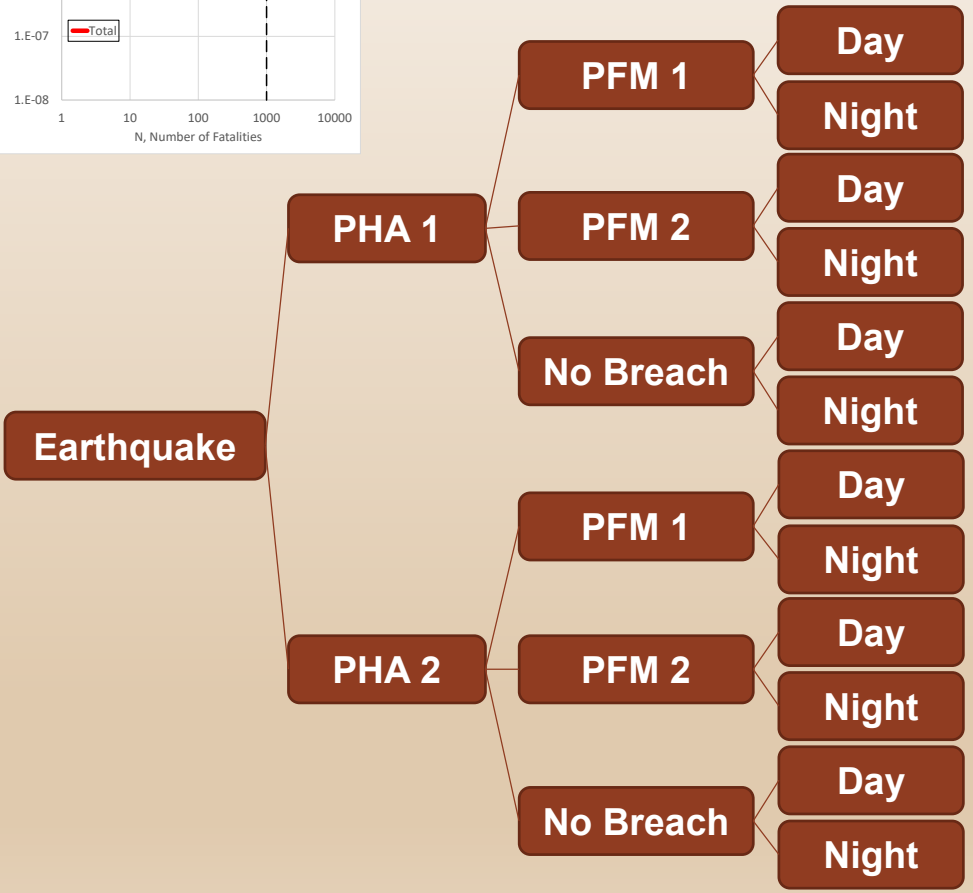 1.E-07
Total
1.E-08
1 10 100 1000 10000
N, Number of Fatalities
Earthquake
PHA 1
PFM 1
Day
Night
PFM 2
Day
Night
No Breach
Day
Night
PHA 2
PFM 1
Day
Night
PFM 2
Day
Night
No Breach
Day
Night